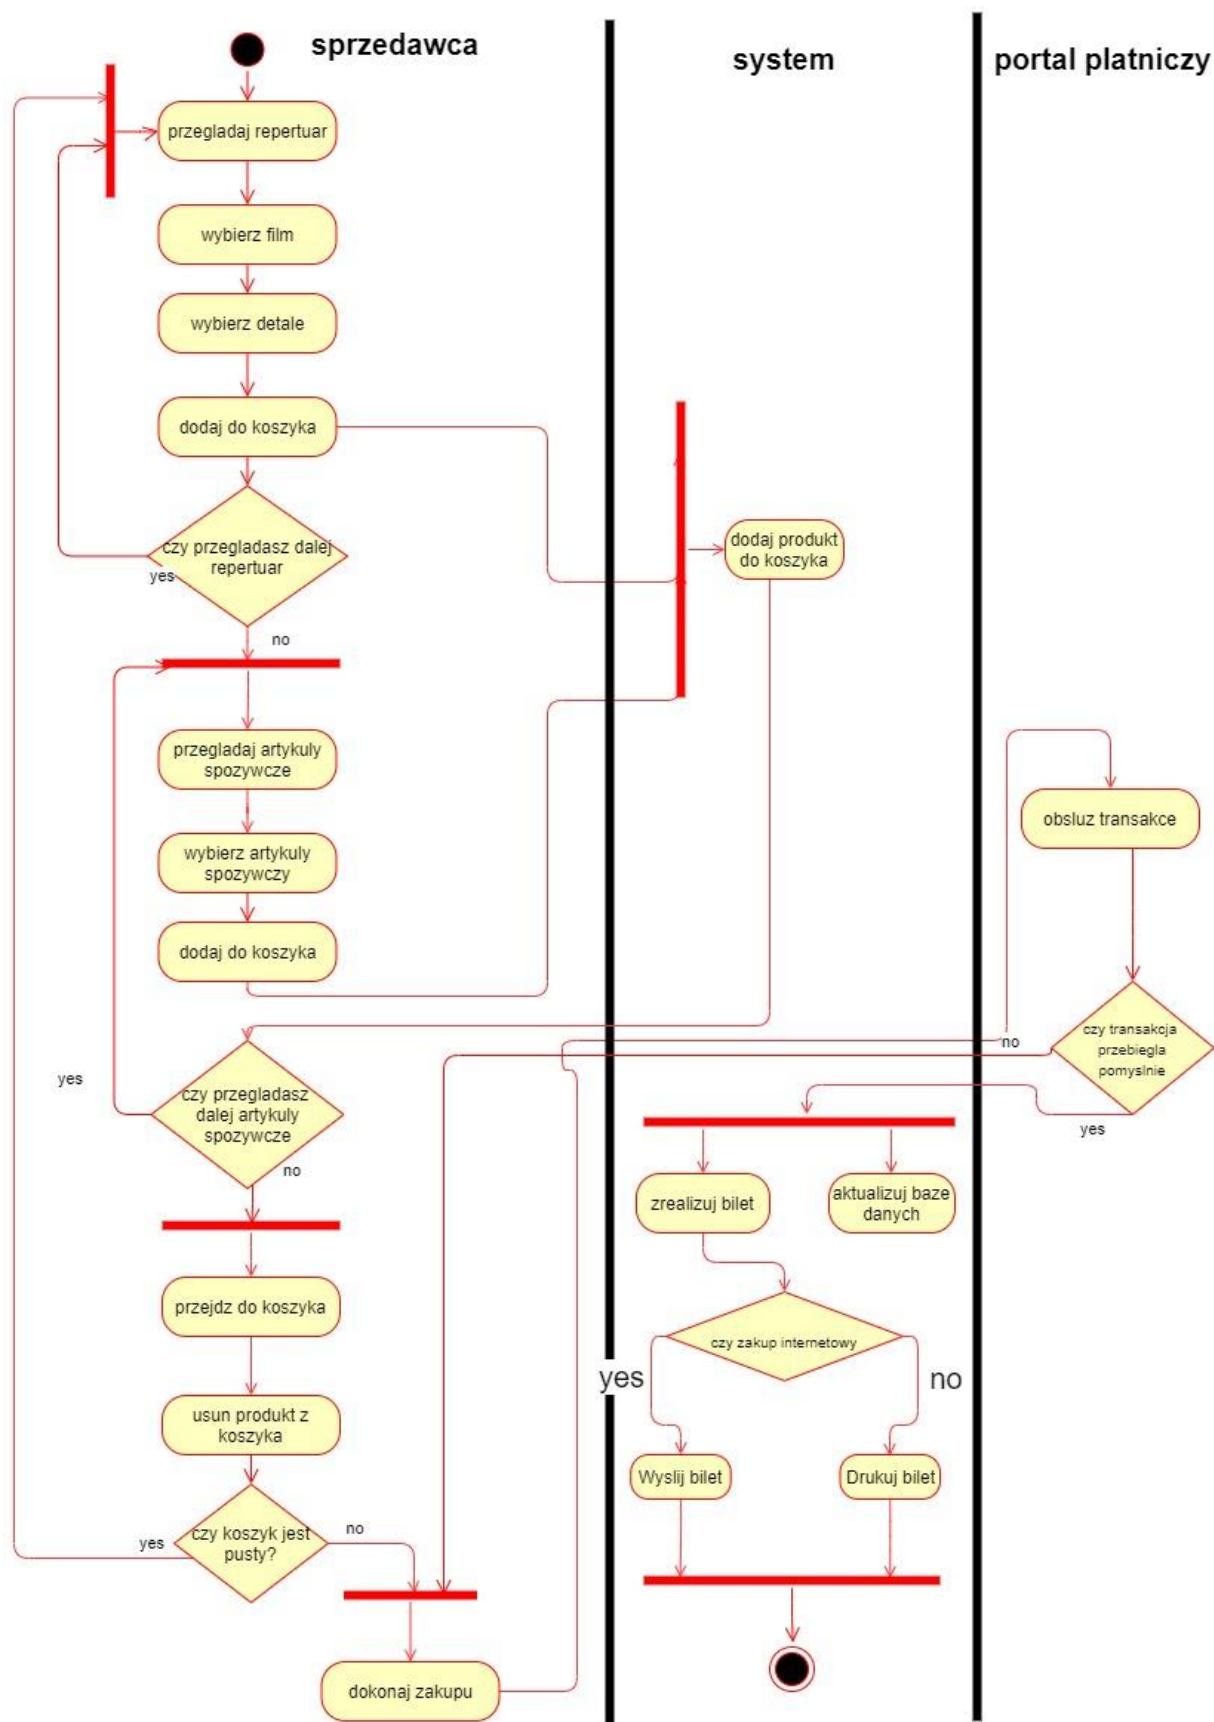 sprzedawca
system
portal platniczy
przegladaj repertuar
wybierz film
wybierz detale
dodaj do koszyka
czy przegladasz dalej
repertuar
yes
no
dodaj produkt
do koszyka
przegladaj artykuly
spozywcze
wybierz artykuly
spozywczy
dodaj do koszyka
obsluz transakce
czy transakcja
przebiegla
pomyslnie
no
yes
czy przegladasz
dalej artykuly
spozywcze
yes
no
zrealizuj bilet
aktualizuj baze
danych
przejdz do koszyka
czy zakup internetowy
yes
no
usun produkt z
koszyka
Wyslij bilet
Drukuj bilet
czy koszyk jest
pusty?
yes
no
dokonaj zakupu